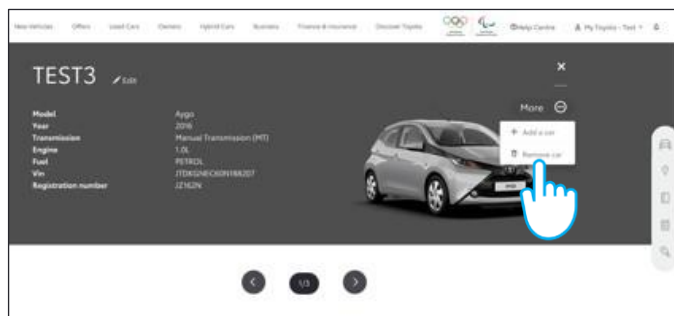 New Vehicles Offers Used Cars Owners Hybrid Cars Business Finance & Insurance Discover Toyota Help Centre My Toyota - Test
TEST3 Edit
Model Aygo
Year 2016
Transmission Manual Transmission (MT)
Engine 1.0L
Fuel PETROL
Vin
Registration number JZ162N
More
+ Add a car
Remove car
1/3